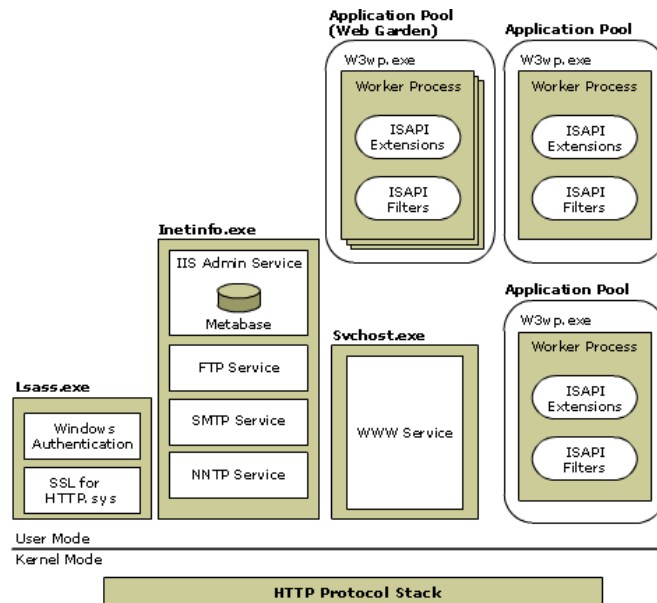 Application Pool
(Web Garden)
W3wp.exe
Worker Process
ISAPI
Extensions
ISAPI
Filters
Application Pool
W3wp.exe
Worker Process
ISAPI
Extensions
ISAPI
Filters
Inetinfo.exe
IIS Admin Service
Metabase
FTP Service
SMTP Service
NNTP Service
Svchost.exe
WWW Service
Application Pool
W3wp.exe
Worker Process
ISAPI
Extensions
ISAPI
Filters
Lsass.exe
Windows
Authentication
SSL for
HTTP.sys
User Mode
Kernel Mode
HTTP Protocol Stack